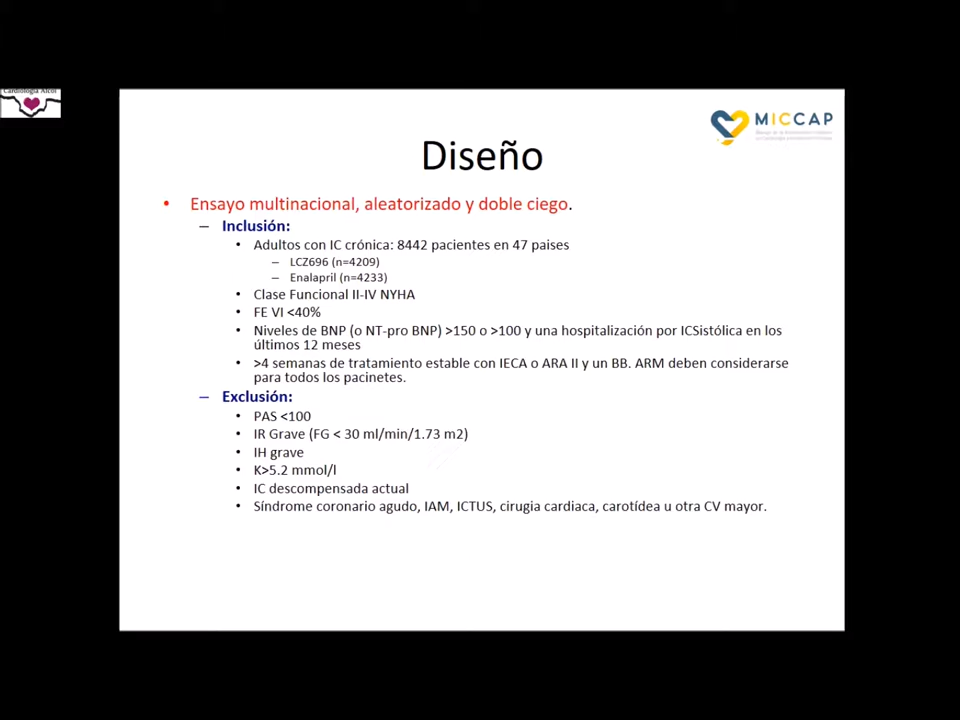 Cardiología Alcoi
MICCAP
Diseño
• Ensayo multinacional, aleatorizado y doble ciego.
– Inclusión:
• Adultos con IC crónica: 8442 pacientes en 47 paises
– LCZ696 (n=4209)
– Enalapril (n=4233)
• Clase Funcional II-IV NYHA
• FE VI <40%
• Niveles de BNP (o NT-pro BNP) >150 o >100 y una hospitalización por ICSistólica en los
últimos 12 meses
• >4 semanas de tratamiento estable con IECA o ARA II y un BB. ARM deben considerarse
para todos los pacinetes.
– Exclusión:
• PAS <100
• IR Grave (FG < 30 ml/min/1.73 m2)
• IH grave
• K>5.2 mmol/l
• IC descompensada actual
• Síndrome coronario agudo, IAM, ICTUS, cirugia cardiaca, carotídea u otra CV mayor.